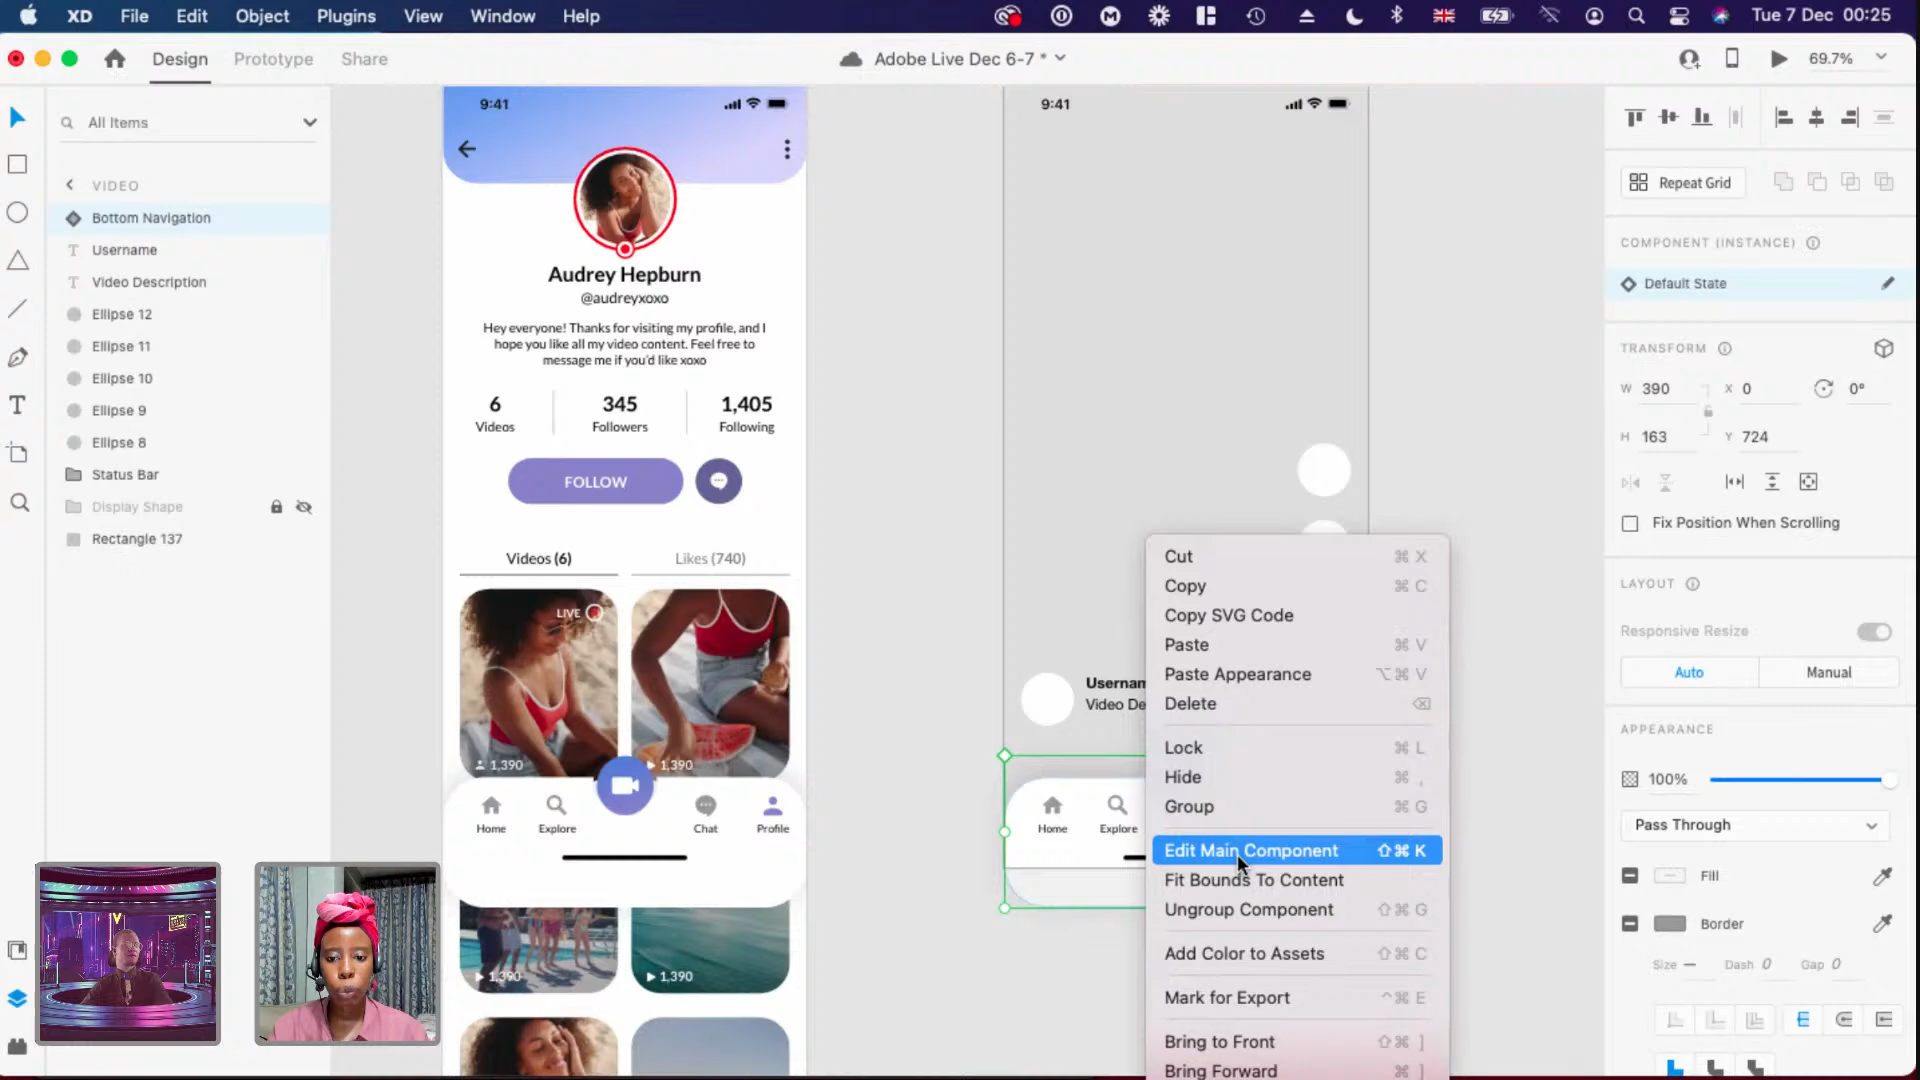 XD File Edit Object Plugins View Window Help Tue 7 Dec 00:25
Design Prototype Share Adobe Live Dec 6-7 * 69.7%
All Items
VIDEO
Bottom Navigation
Username
Video Description
Ellipse 12
Ellipse 11
Ellipse 10
Ellipse 9
Ellipse 8
Status Bar
Display Shape
Rectangle 137
9:41
Audrey Hepburn
@audreyxoxo
Hey everyone! Thanks for visiting my profile, and I
hope you like all my video content. Feel free to
message me if you'd like xoxo
6 345 1,405
Videos Followers Following
FOLLOW
Videos (6) Likes (740)
LIVE
1,390 1,390
Home Explore Chat Profile
1,390 1,390
9:41
Usernam
Video De
Home Explore
Cut ⌘ X
Copy ⌘ C
Copy SVG Code
Paste ⌘ V
Paste Appearance ⌥⌘ V
Delete ⌫
Lock ⌘ L
Hide ⌘ ,
Group ⌘ G
Edit Main Component ⇧⌘ K
Fit Bounds To Content
Ungroup Component ⇧⌘ G
Add Color to Assets ⇧⌘ C
Mark for Export ^⌘ E
Bring to Front ⇧⌘ ]
Bring Forward ⌘ ]
Repeat Grid
COMPONENT (INSTANCE)
Default State
TRANSFORM
W 390 X 0 0°
H 163 Y 724
Fix Position When Scrolling
LAYOUT
Responsive Resize
Auto Manual
APPEARANCE
100%
Pass Through
Fill
Border
Size — Dash 0 Gap 0